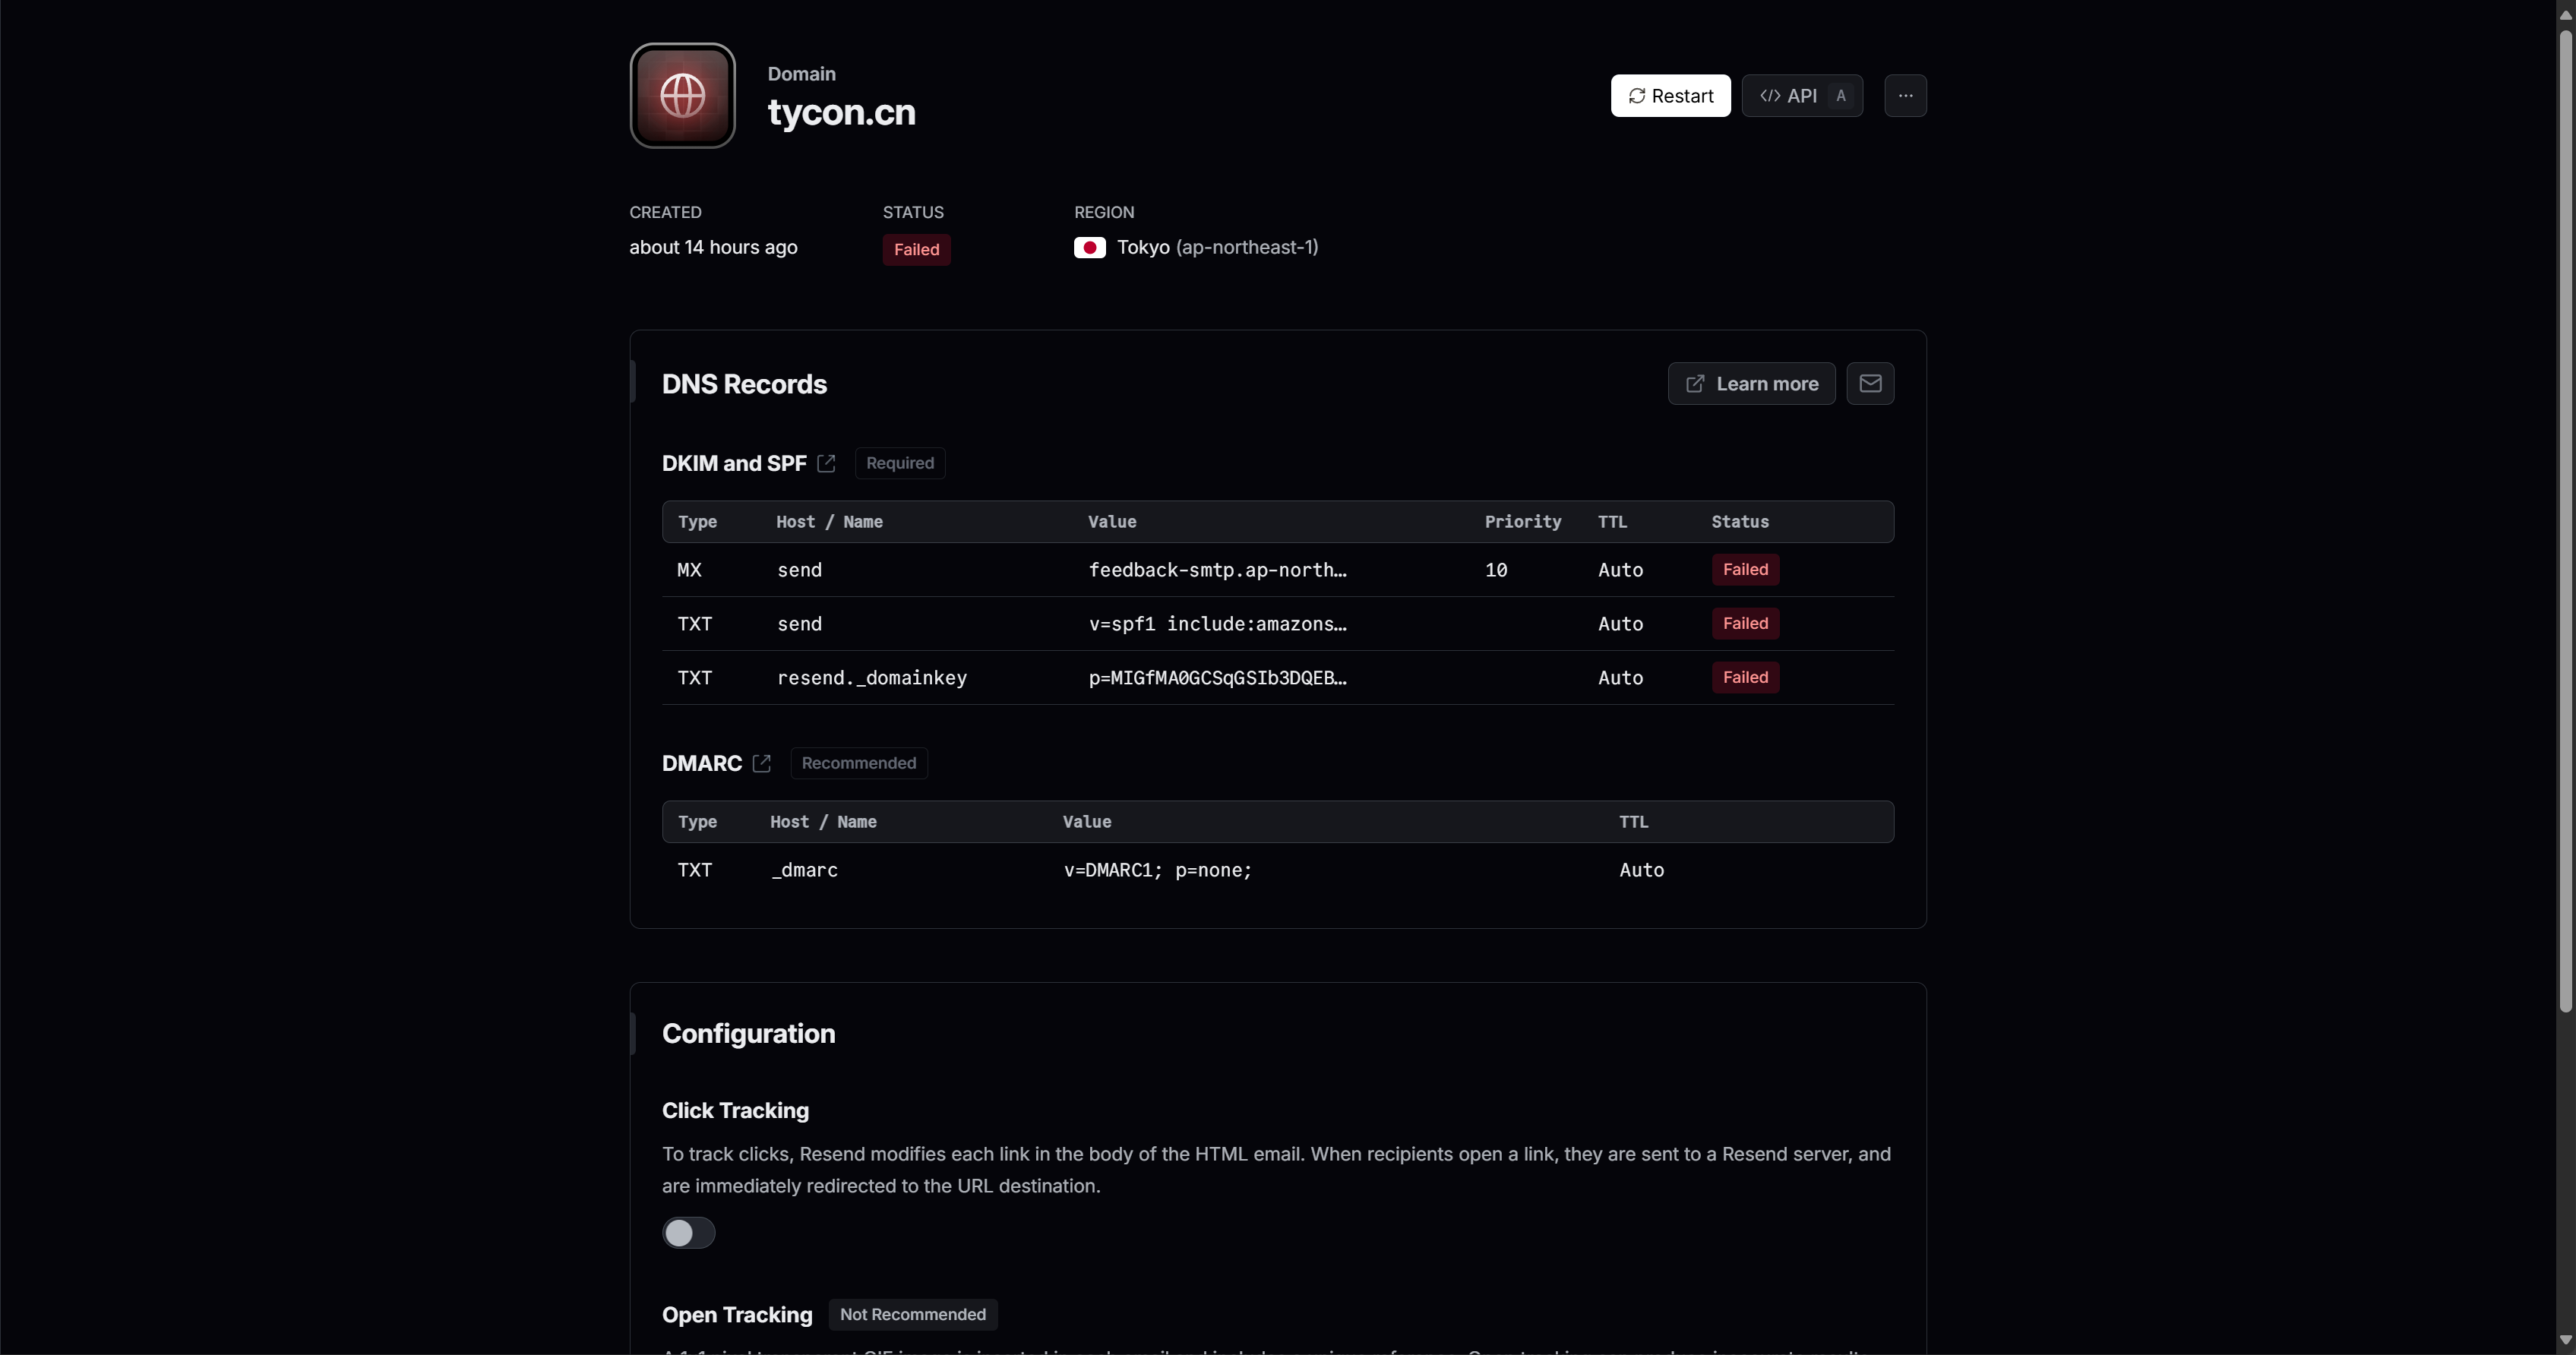 Domain
tycon.cn
Restart
API A
CREATED STATUS REGION
about 14 hours ago Failed Tokyo (ap-northeast-1)
DNS Records
Learn more
DKIM and SPF Required
Type Host / Name Value Priority TTL Status
MX send feedback-smtp.ap-north… 10 Auto Failed
TXT send v=spf1 include:amazons… Auto Failed
TXT resend._domainkey p=MIGfMA0GCSqGSIb3DQEB… Auto Failed
DMARC Recommended
Type Host / Name Value TTL
TXT _dmarc v=DMARC1; p=none; Auto
Configuration
Click Tracking
To track clicks, Resend modifies each link in the body of the HTML email. When recipients open a link, they are sent to a Resend server, and
are immediately redirected to the URL destination.
Open Tracking Not Recommended